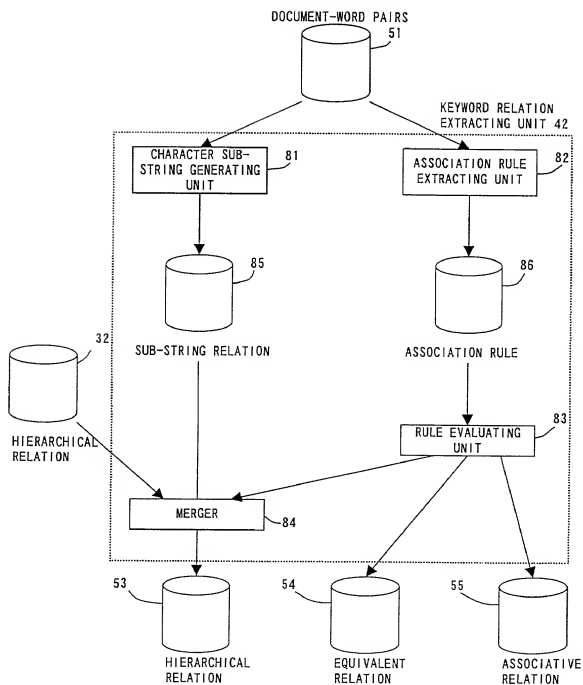 DOCUMENT-WORD PAIRS
51
KEYWORD RELATION
EXTRACTING UNIT 42
CHARACTER SUB-
STRING GENERATING
UNIT
81
ASSOCIATION RULE
EXTRACTING UNIT
82
85
86
SUB-STRING RELATION
ASSOCIATION RULE
32
HIERARCHICAL
RELATION
RULE EVALUATING
UNIT
83
MERGER
84
53
54
55
HIERARCHICAL
RELATION
EQUIVALENT
RELATION
ASSOCIATIVE
RELATION